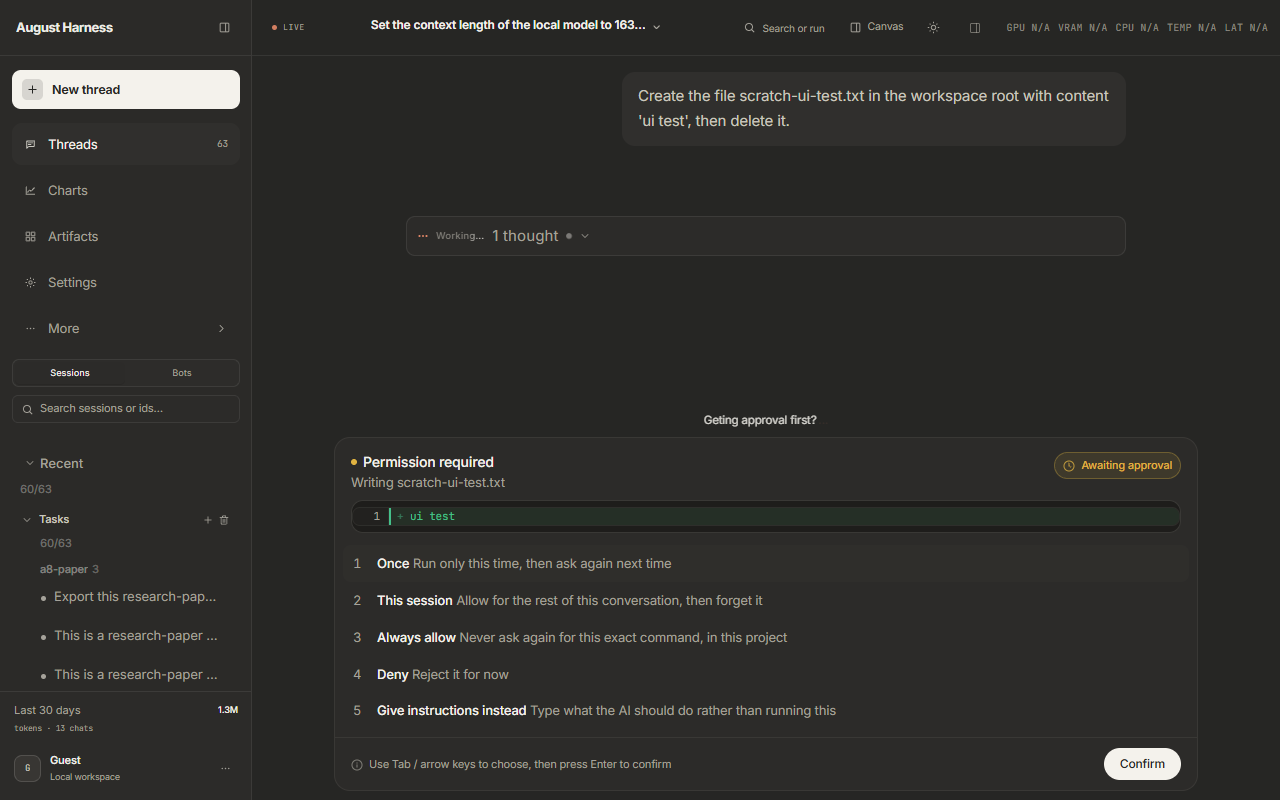 August Harness
New thread
Threads 63
Charts
Artifacts
Settings
More
Sessions Bots
Search sessions or ids...
Recent
60/63
Tasks
60/63
a8-paper 3
Export this research-pap...
This is a research-paper ...
This is a research-paper ...
Last 30 days 1.3M
tokens · 13 chats
G
Guest
Local workspace
LIVE
Set the context length of the local model to 163...
Search or run
Canvas
GPU N/A VRAM N/A CPU N/A TEMP N/A LAT N/A
Create the file scratch-ui-test.txt in the workspace root with content
'ui test', then delete it.
Working... 1 thought
Geting approval first?
Permission required
Awaiting approval
Writing scratch-ui-test.txt
1 + ui test
1 Once Run only this time, then ask again next time
2 This session Allow for the rest of this conversation, then forget it
3 Always allow Never ask again for this exact command, in this project
4 Deny Reject it for now
5 Give instructions instead Type what the AI should do rather than running this
Use Tab / arrow keys to choose, then press Enter to confirm
Confirm